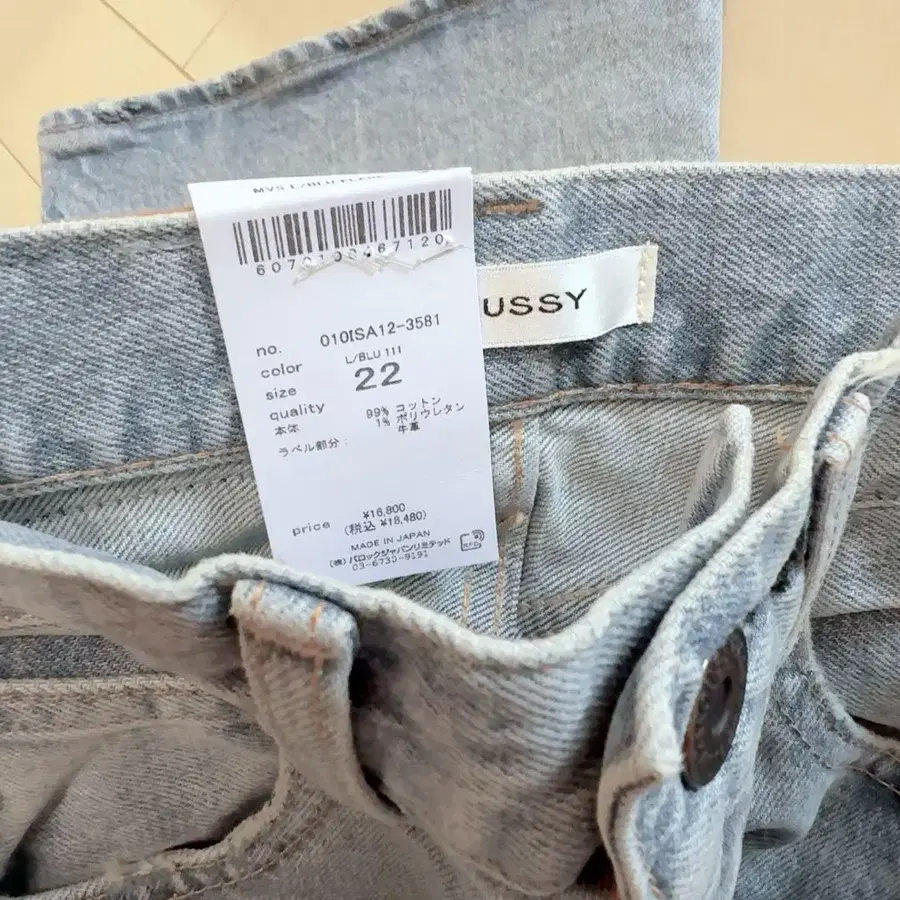 MVS L/BLU FLARE
no. 010ISA12-3581
color L/BLU 111
size 22
quality
本体 99% コットン
1% ポリウレタン
ラベル部分: 牛革
price ¥16,800
(税込 ¥18,480)
MADE IN JAPAN
(株)バロックジャパンリミテッド
03-6730-9191
USSY